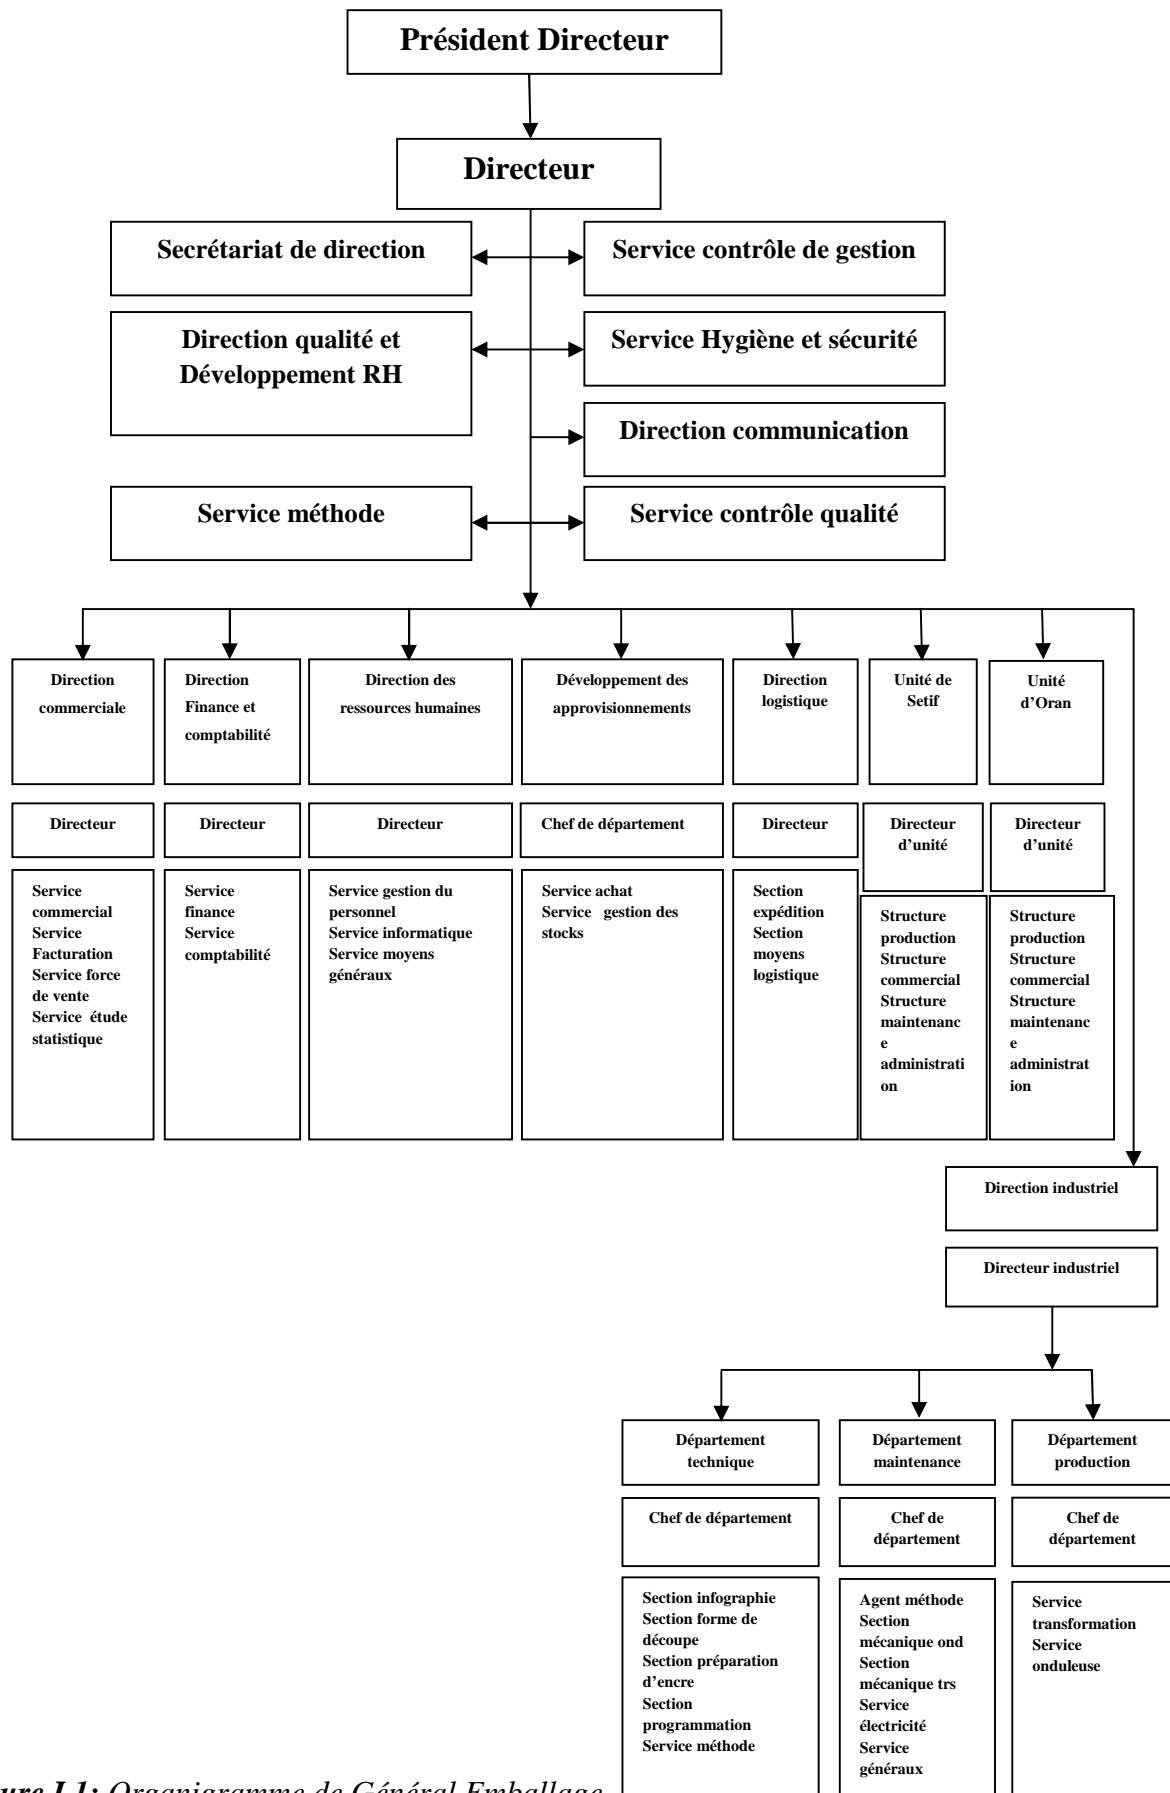 Président Directeur
Directeur
Secrétariat de direction
Service contrôle de gestion
Direction qualité et
Développement RH
Service Hygiène et sécurité
Direction communication
Service méthode
Service contrôle qualité
Direction
commerciale
Direction
Finance et
comptabilité
Direction des
ressources humaines
Développement des
approvisionnements
Direction
logistique
Unité de
Setif
Unité
d’Oran
Directeur
Directeur
Directeur
Chef de département
Directeur
Directeur
d’unité
Directeur
d’unité
Service
commercial
Service
Facturation
Service force
de vente
Service étude
statistique
Service
finance
Service
comptabilité
Service gestion du
personnel
Service informatique
Service moyens
généraux
Service achat
Service gestion des
stocks
Section
expédition
Section
moyens
logistique
Structure
production
Structure
commercial
Structure
maintenanc
e
administrati
on
Structure
production
Structure
commercial
Structure
maintenanc
e
administrat
ion
Direction industriel
Directeur industriel
Département
technique
Département
maintenance
Département
production
Chef de département
Chef de
département
Chef de
département
Section infographie
Section forme de
découpe
Section préparation
d’encre
Section
programmation
Service méthode
Agent méthode
Section
mécanique ond
Section
mécanique trs
Service
électricité
Service
généraux
Service
transformation
Service
onduleuse
ure I.1: Organigramme de Général Emballage